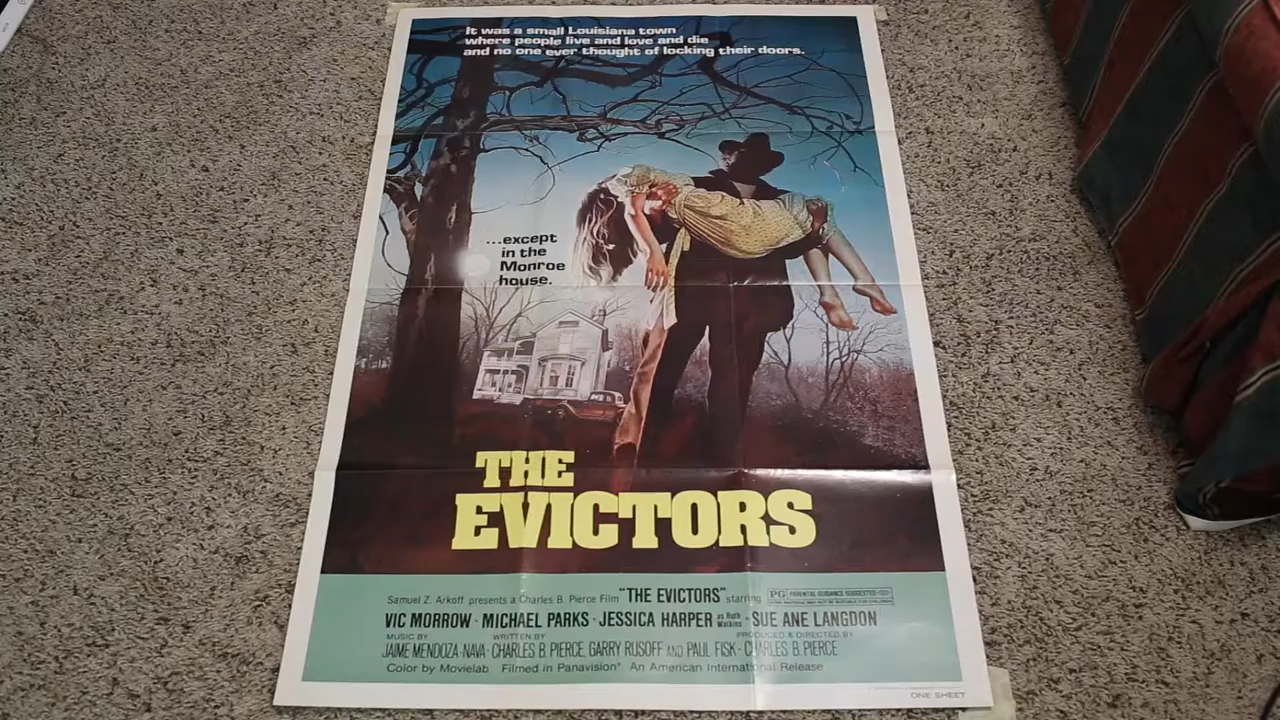 It was a small Louisiana town
where people live and love and die
and no one ever thought of locking their doors.
...except
in the
Monroe
house.
THE
EVICTORS
Samuel Z. Arkoff presents a Charles B. Pierce Film "THE EVICTORS" starring
PG PARENTAL GUIDANCE SUGGESTED
VIC MORROW · MICHAEL PARKS · JESSICA HARPER as Ruth Watkins · SUE ANE LANGDON
MUSIC BY WRITTEN BY PRODUCED & DIRECTED BY
JAIME MENDOZA-NAVA · CHARLES B. PIERCE, GARRY RUSOFF AND PAUL FISK · CHARLES B. PIERCE
Color by Movielab Filmed in Panavision® An American International Release
ONE SHEET